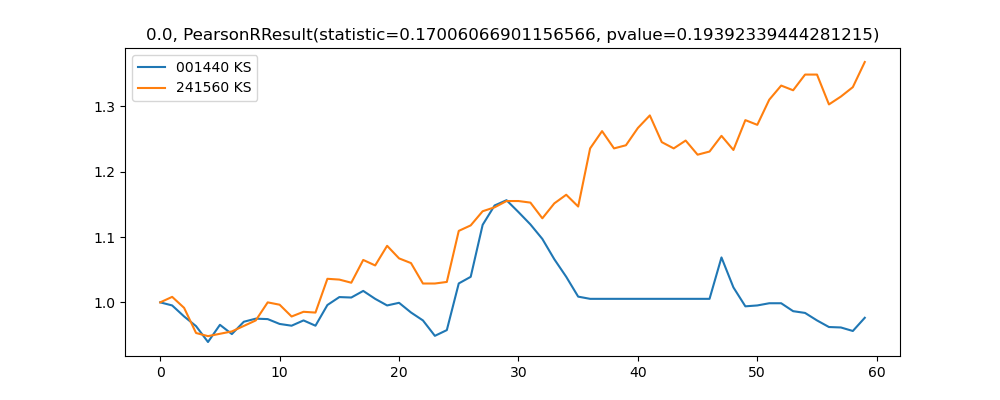 0.0, PearsonRResult(statistic=0.17006066901156566, pvalue=0.19392339444281215)
001440 KS
241560 KS
1.3
1.2
1.1
1.0
0 10 20 30 40 50 60